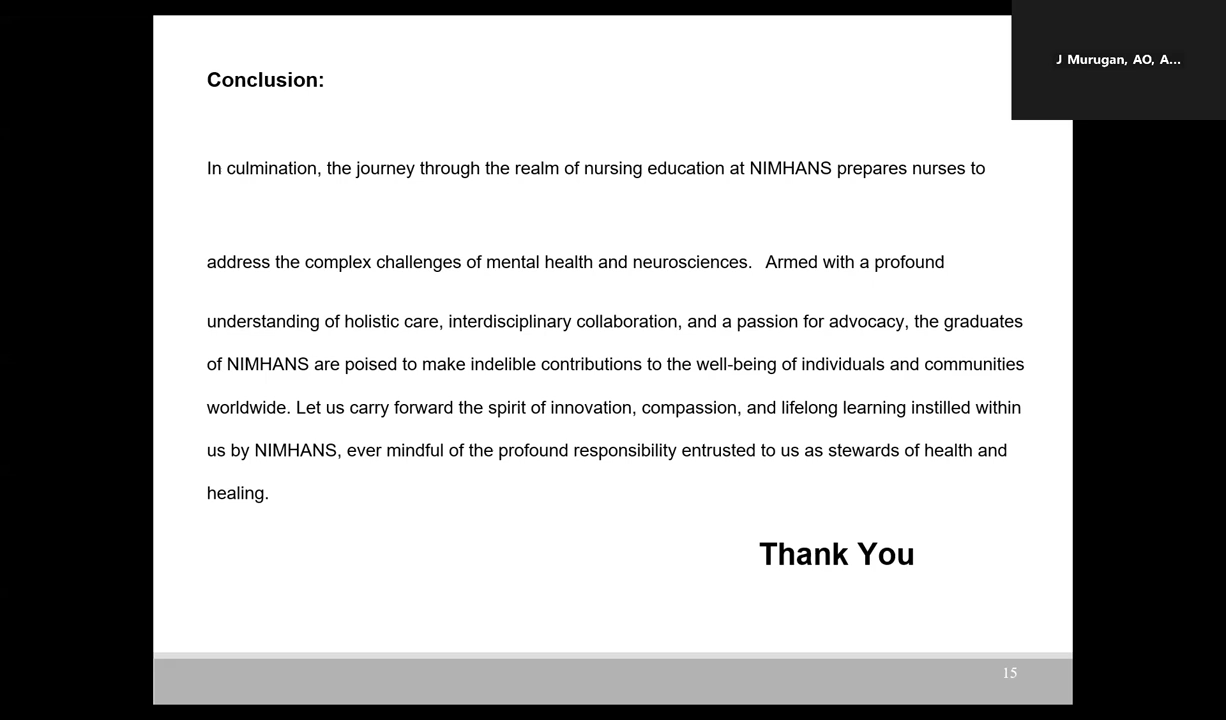 J Murugan, AO, A...
Conclusion:
In culmination, the journey through the realm of nursing education at NIMHANS prepares nurses to
address the complex challenges of mental health and neurosciences. Armed with a profound
understanding of holistic care, interdisciplinary collaboration, and a passion for advocacy, the graduates
of NIMHANS are poised to make indelible contributions to the well-being of individuals and communities
worldwide. Let us carry forward the spirit of innovation, compassion, and lifelong learning instilled within
us by NIMHANS, ever mindful of the profound responsibility entrusted to us as stewards of health and
healing.
Thank You
15